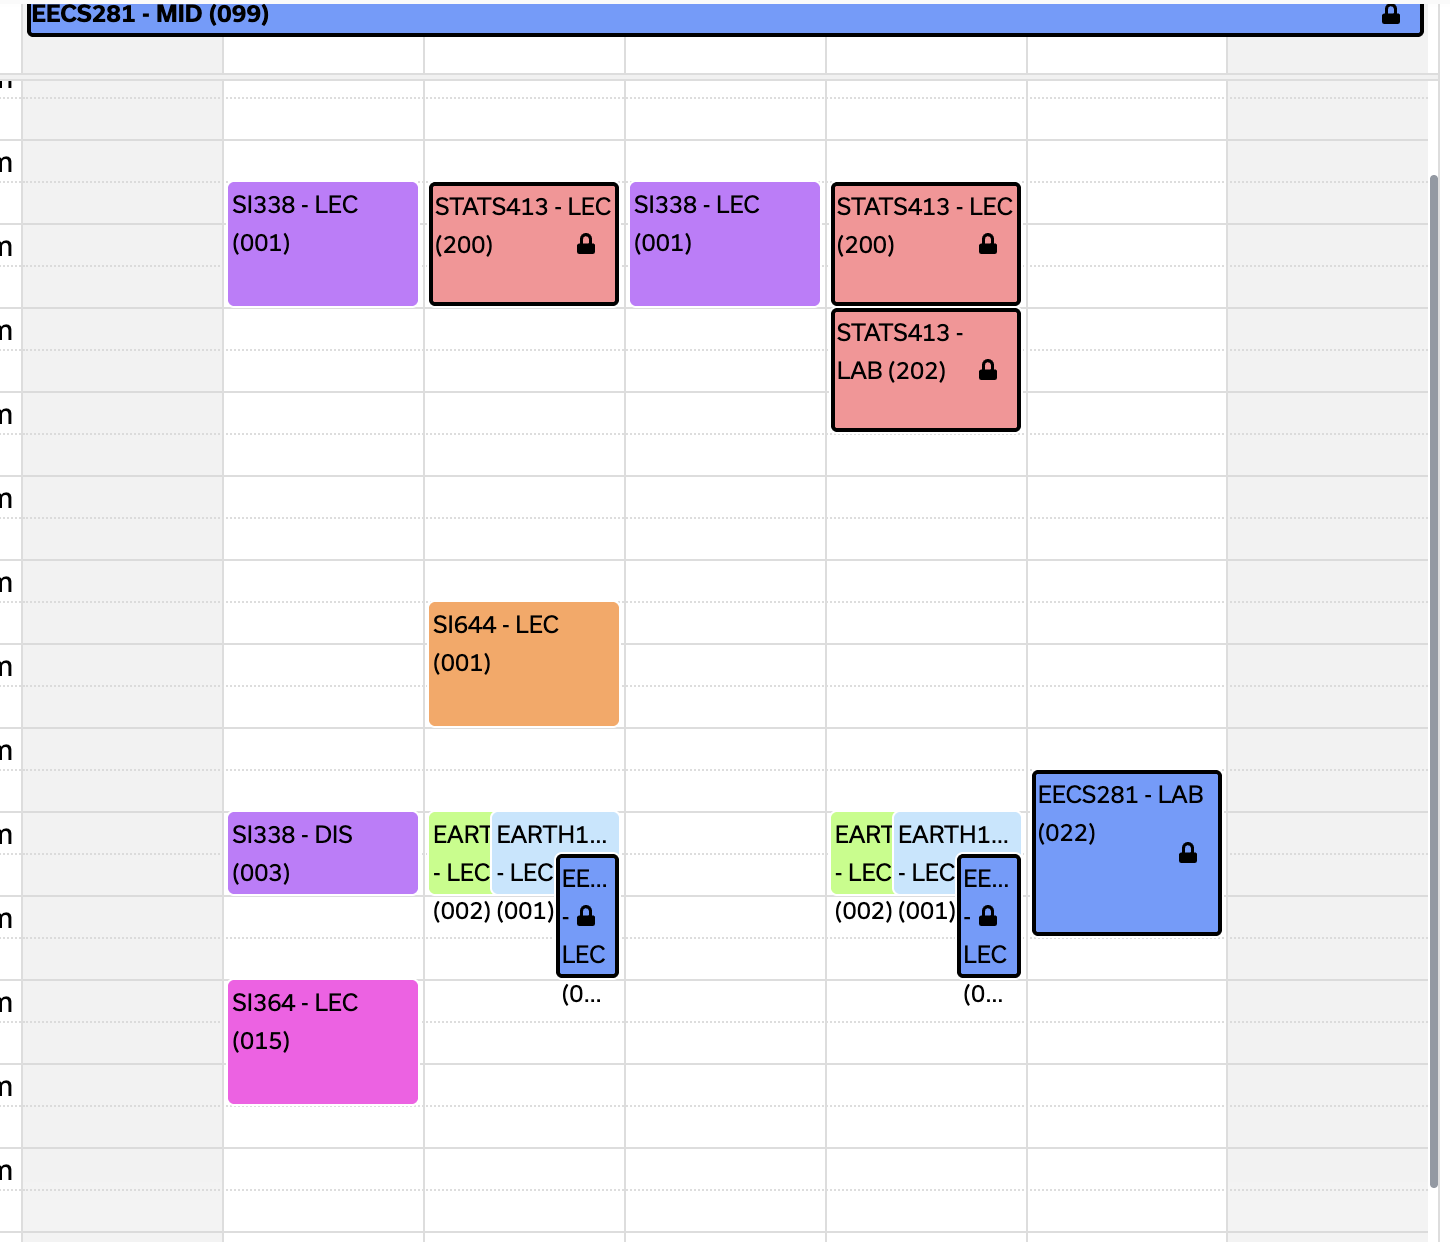 EECS281 - MID (099)
SI338 - LEC
(001)
STATS413 - LEC
(200)
SI338 - LEC
(001)
STATS413 - LEC
(200)
STATS413 -
LAB (202)
SI644 - LEC
(001)
EECS281 - LAB
(022)
SI338 - DIS
(003)
EART
- LEC
(002)
EARTH1...
- LEC
(001)
EE...
-
LEC
(0...
EART
- LEC
(002)
EARTH1...
- LEC
(001)
EE...
-
LEC
(0...
SI364 - LEC
(015)
m
m
m
m
m
m
m
m
m
m
m
m
m